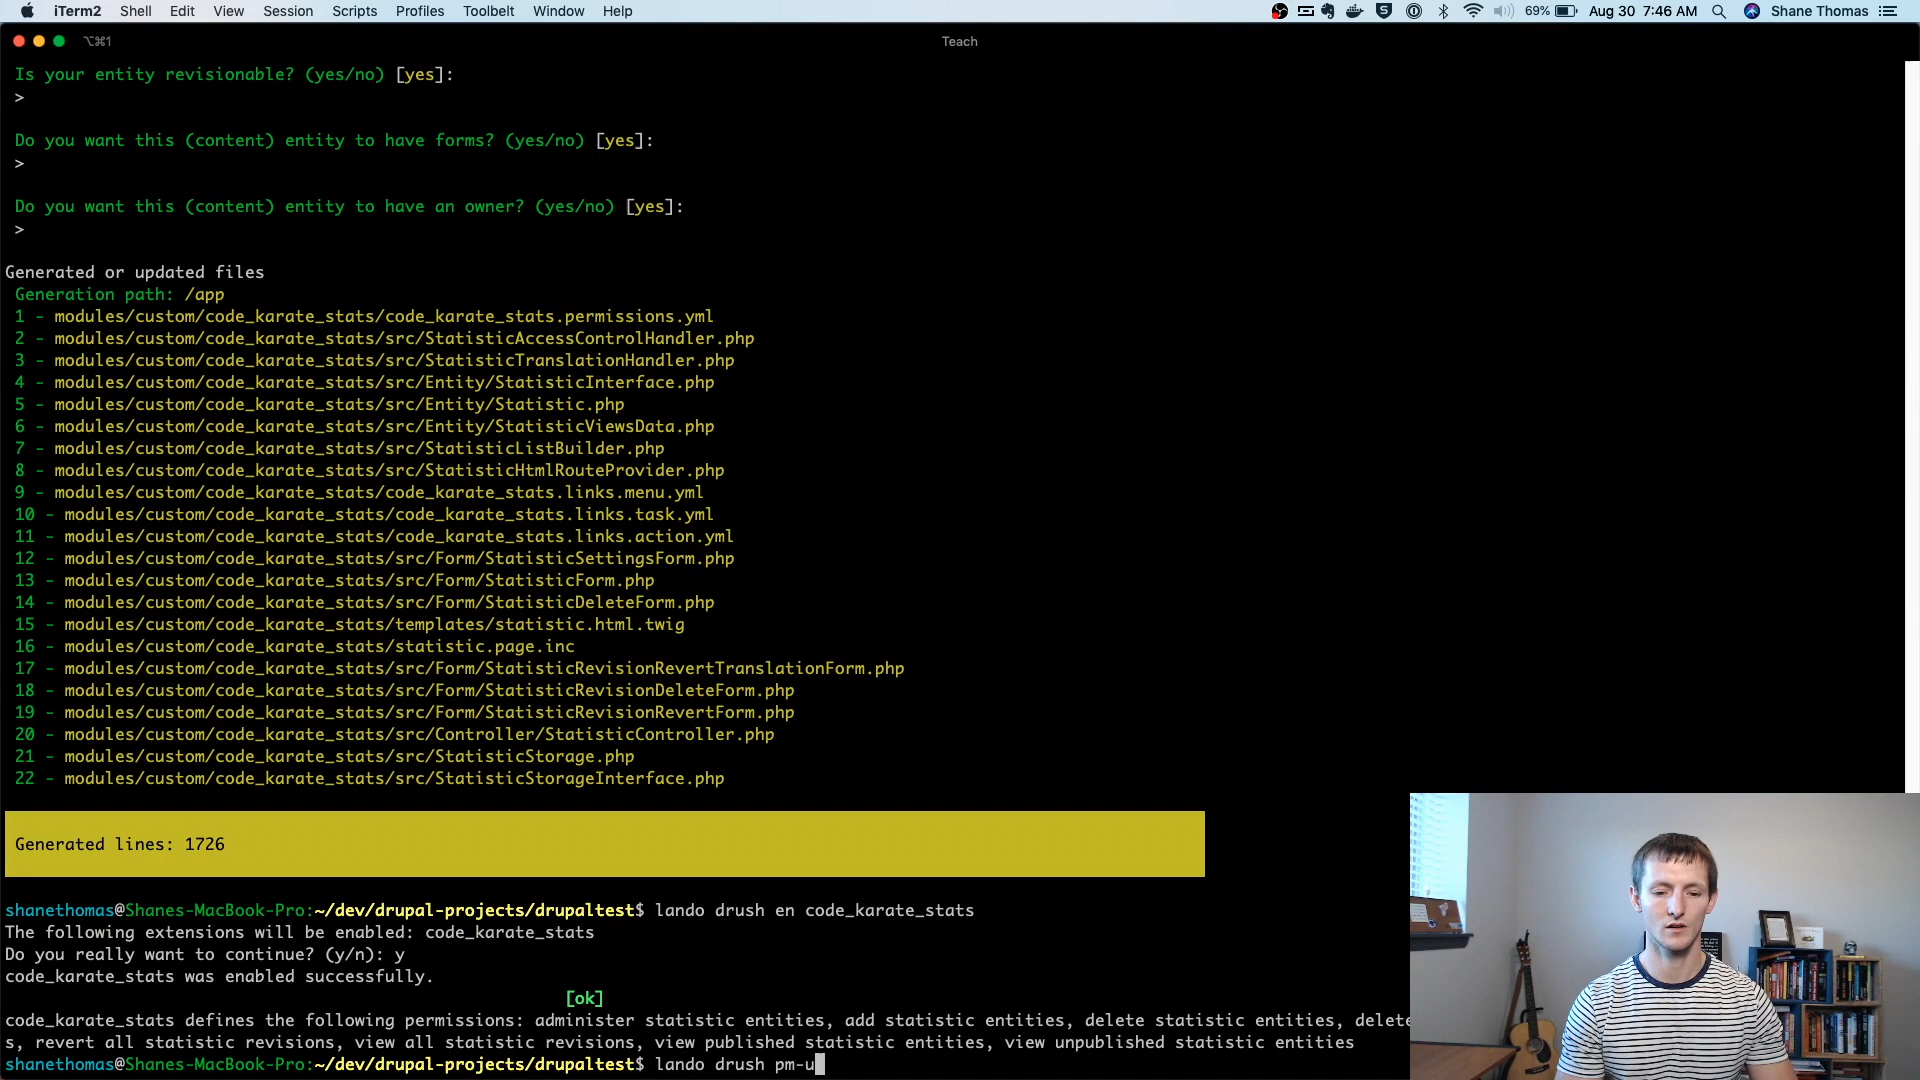 iTerm2 Shell Edit View Session Scripts Profiles Toolbelt Window Help 69% Aug 30 7:46 AM Shane Thomas
⌥⌘1 Teach
Is your entity revisionable? (yes/no) [yes]:
>
Do you want this (content) entity to have forms? (yes/no) [yes]:
>
Do you want this (content) entity to have an owner? (yes/no) [yes]:
>
Generated or updated files
Generation path: /app
1 - modules/custom/code_karate_stats/code_karate_stats.permissions.yml
2 - modules/custom/code_karate_stats/src/StatisticAccessControlHandler.php
3 - modules/custom/code_karate_stats/src/StatisticTranslationHandler.php
4 - modules/custom/code_karate_stats/src/Entity/StatisticInterface.php
5 - modules/custom/code_karate_stats/src/Entity/Statistic.php
6 - modules/custom/code_karate_stats/src/Entity/StatisticViewsData.php
7 - modules/custom/code_karate_stats/src/StatisticListBuilder.php
8 - modules/custom/code_karate_stats/src/StatisticHtmlRouteProvider.php
9 - modules/custom/code_karate_stats/code_karate_stats.links.menu.yml
10 - modules/custom/code_karate_stats/code_karate_stats.links.task.yml
11 - modules/custom/code_karate_stats/code_karate_stats.links.action.yml
12 - modules/custom/code_karate_stats/src/Form/StatisticSettingsForm.php
13 - modules/custom/code_karate_stats/src/Form/StatisticForm.php
14 - modules/custom/code_karate_stats/src/Form/StatisticDeleteForm.php
15 - modules/custom/code_karate_stats/templates/statistic.html.twig
16 - modules/custom/code_karate_stats/statistic.page.inc
17 - modules/custom/code_karate_stats/src/Form/StatisticRevisionRevertTranslationForm.php
18 - modules/custom/code_karate_stats/src/Form/StatisticRevisionDeleteForm.php
19 - modules/custom/code_karate_stats/src/Form/StatisticRevisionRevertForm.php
20 - modules/custom/code_karate_stats/src/Controller/StatisticController.php
21 - modules/custom/code_karate_stats/src/StatisticStorage.php
22 - modules/custom/code_karate_stats/src/StatisticStorageInterface.php
Generated lines: 1726
shanethomas@Shanes-MacBook-Pro:~/dev/drupal-projects/drupaltest$ lando drush en code_karate_stats
The following extensions will be enabled: code_karate_stats
Do you really want to continue? (y/n): y
code_karate_stats was enabled successfully.
[ok]
code_karate_stats defines the following permissions: administer statistic entities, add statistic entities, delete statistic entities, delete
s, revert all statistic revisions, view all statistic revisions, view published statistic entities, view unpublished statistic entities
shanethomas@Shanes-MacBook-Pro:~/dev/drupal-projects/drupaltest$ lando drush pm-u